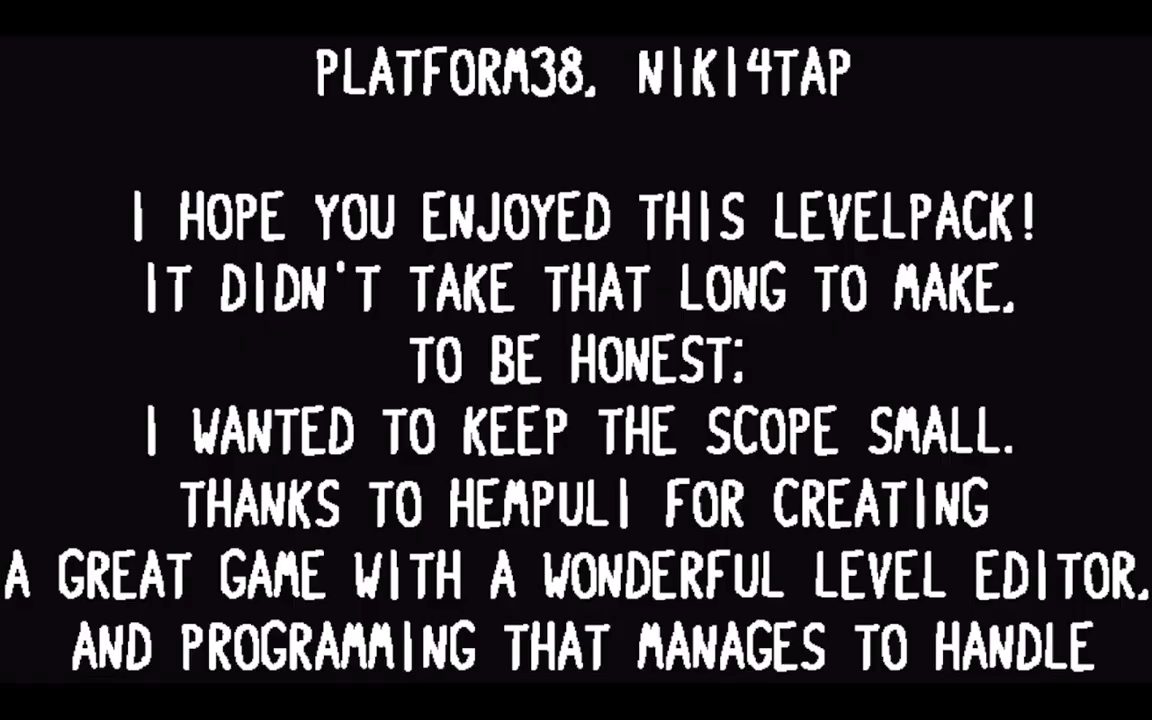 PLATFORM38, NIKI4TAP
I HOPE YOU ENJOYED THIS LEVELPACK!
IT DIDN'T TAKE THAT LONG TO MAKE,
TO BE HONEST;
I WANTED TO KEEP THE SCOPE SMALL.
THANKS TO HEMPULI FOR CREATING
A GREAT GAME WITH A WONDERFUL LEVEL EDITOR,
AND PROGRAMMING THAT MANAGES TO HANDLE